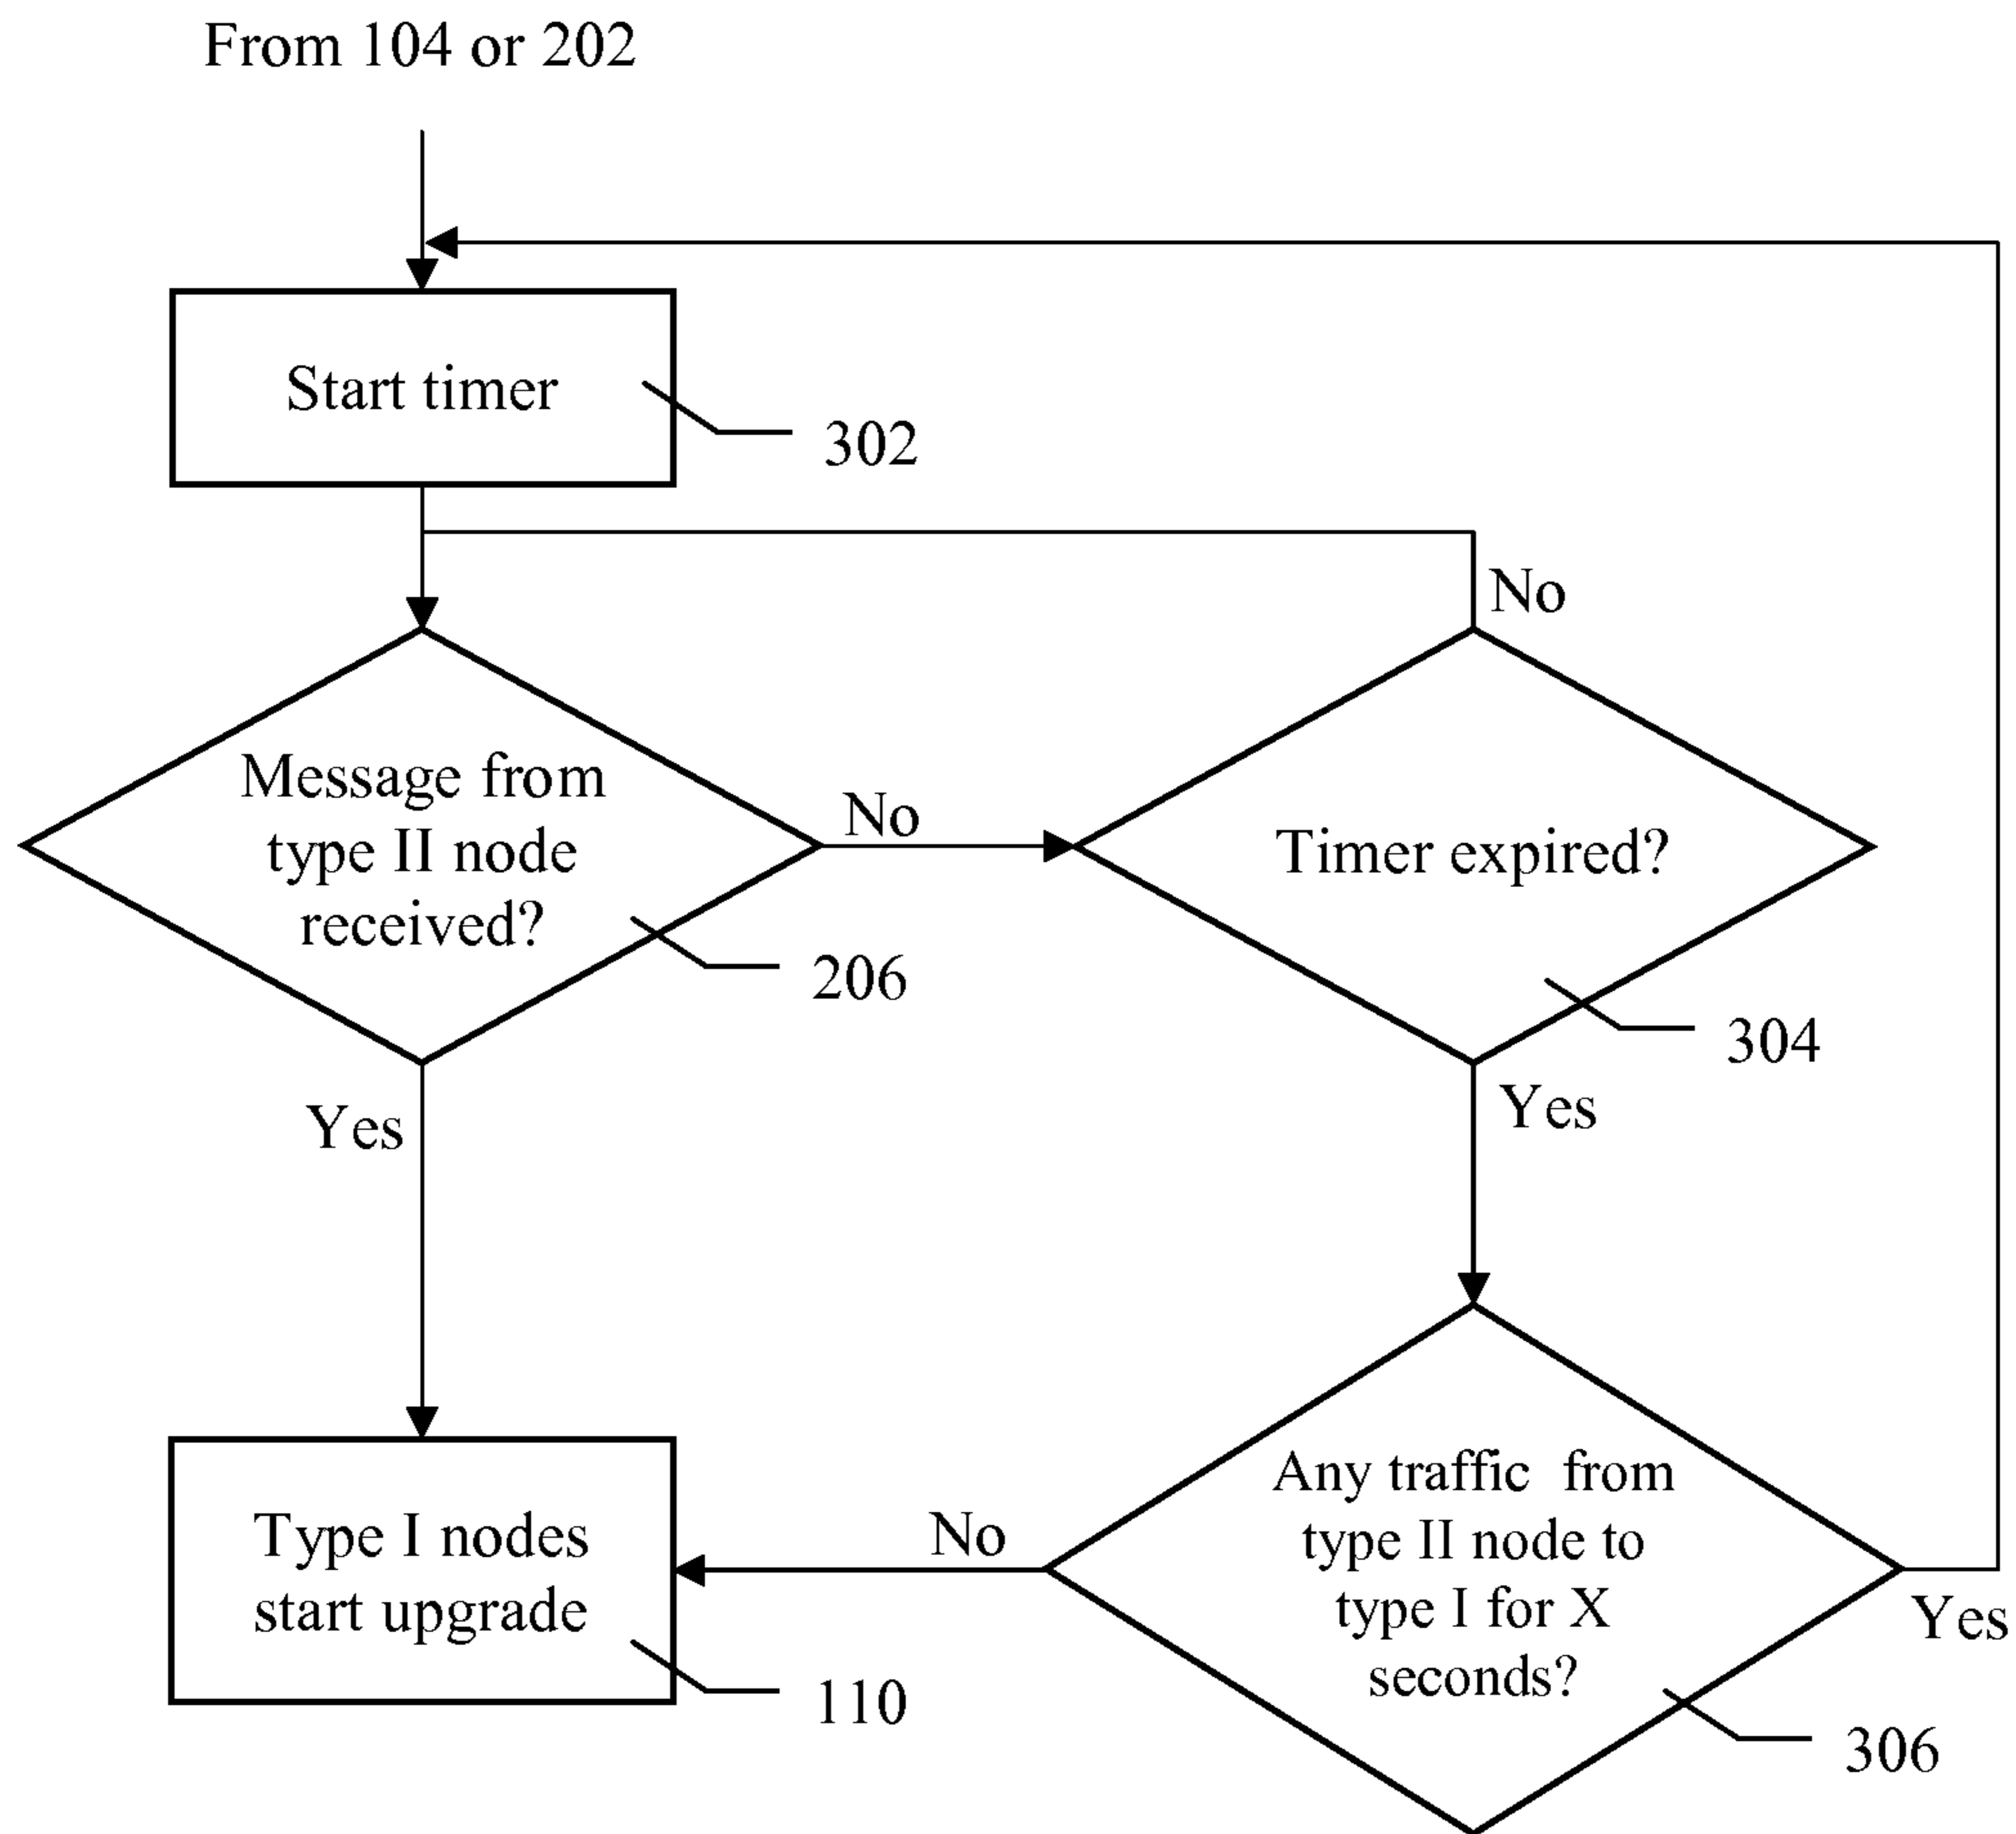 From 104 or 202
Start timer
302
No
Message from
type II node
received?
206
No
Timer expired?
304
Yes
Yes
Type I nodes
start upgrade
110
No
Any traffic from
type II node to
type I for X
seconds?
306
Yes